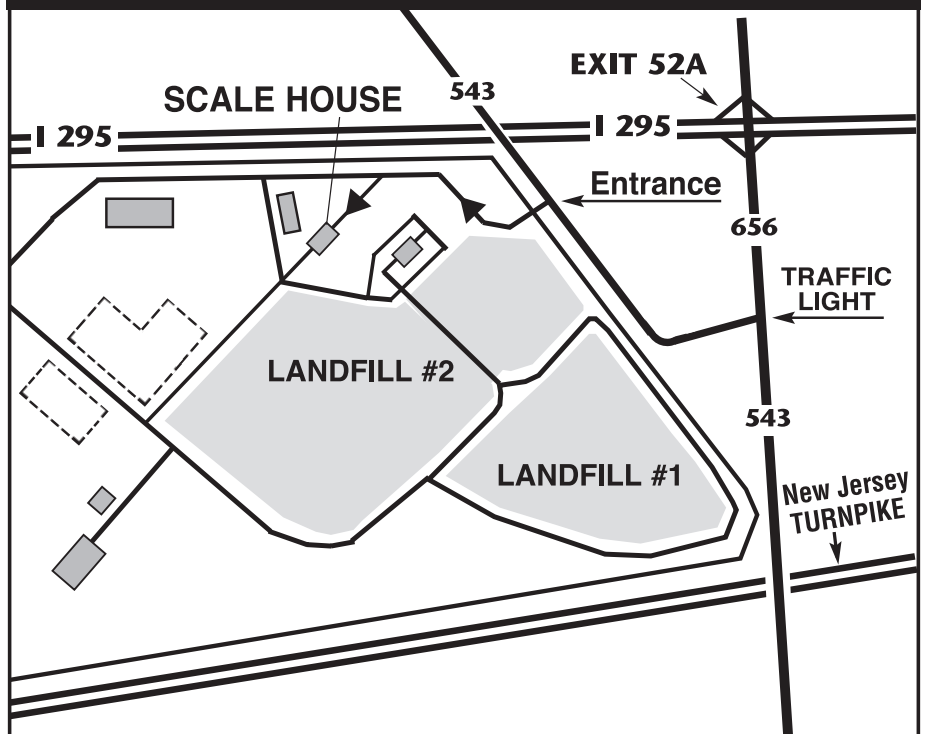 EXIT 52A
543
SCALE HOUSE
I 295
I 295
Entrance
656
TRAFFIC
LIGHT
LANDFILL #2
543
LANDFILL #1
New Jersey
TURNPIKE